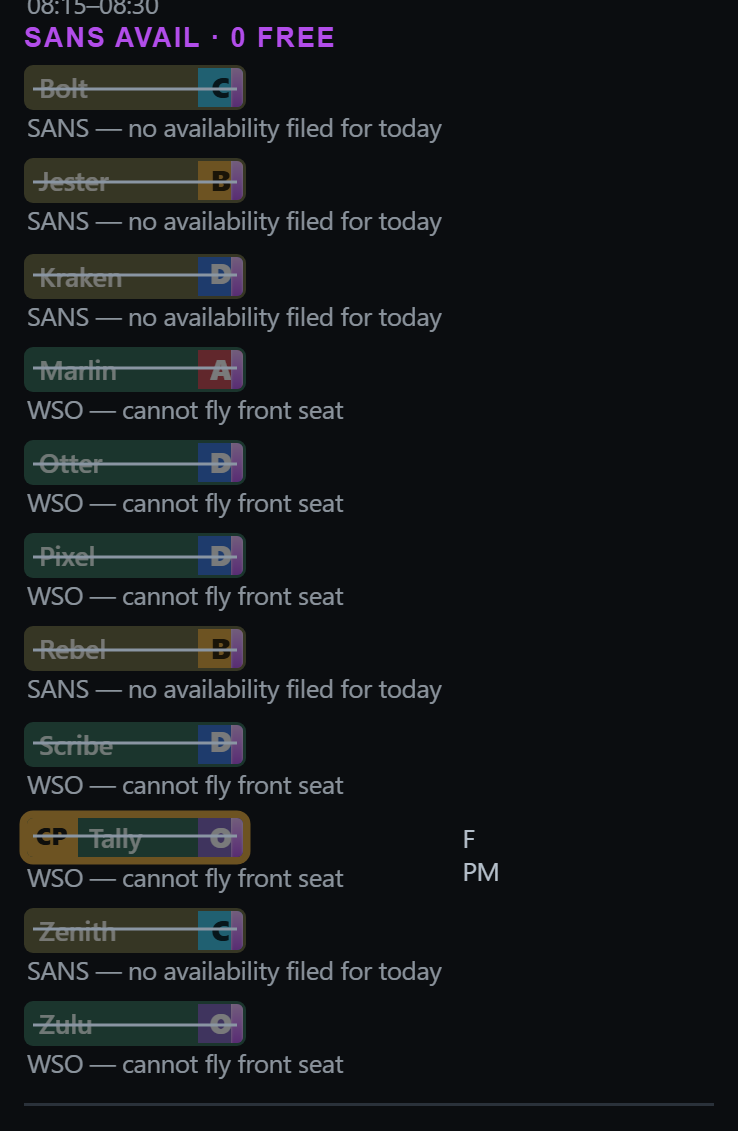 08:15–08:30
SANS AVAIL · 0 FREE
Bolt C
SANS — no availability filed for today
Jester B
SANS — no availability filed for today
Kraken D
SANS — no availability filed for today
Marlin A
WSO — cannot fly front seat
Otter D
WSO — cannot fly front seat
Pixel D
WSO — cannot fly front seat
Rebel B
SANS — no availability filed for today
Scribe D
WSO — cannot fly front seat
CP Tally O
F
PM
WSO — cannot fly front seat
Zenith C
SANS — no availability filed for today
Zulu O
WSO — cannot fly front seat